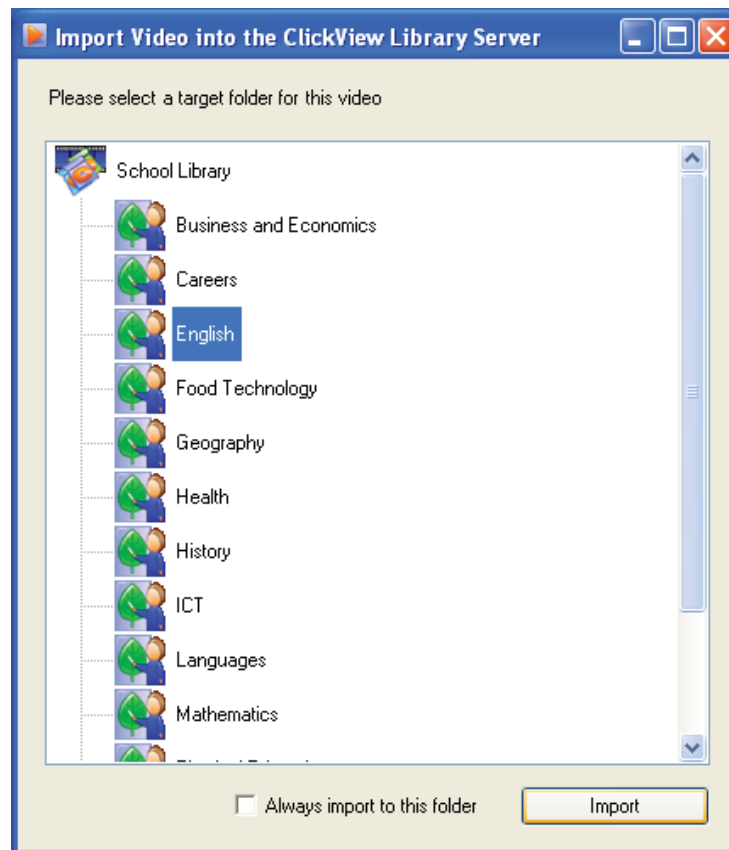 Import Video into the ClickView Library Server
Please select a target folder for this video
School Library
Business and Economics
Careers
English
Food Technology
Geography
Health
History
ICT
Languages
Mathematics
Always import to this folder
Import